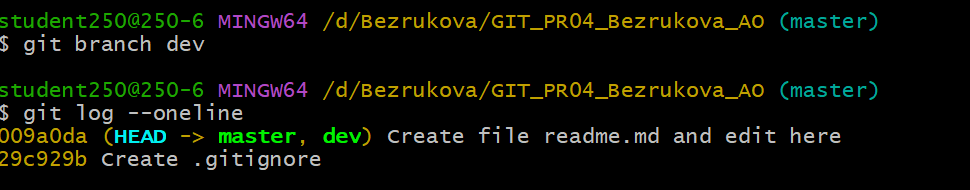 student250@250-6 MINGW64 /d/Bezrukova/GIT_PR04_Bezrukova_AO (master)
$ git branch dev
student250@250-6 MINGW64 /d/Bezrukova/GIT_PR04_Bezrukova_AO (master)
$ git log --oneline
009a0da (HEAD -> master, dev) Create file readme.md and edit here
29c929b Create .gitignore